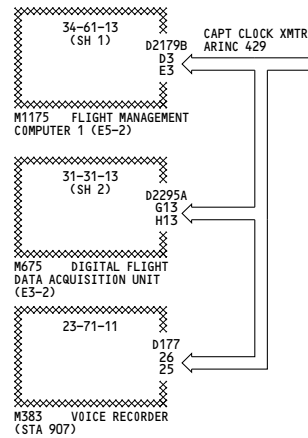 34-61-13
(SH 1)
D2179B
D3
E3
CAPT CLOCK XMTR
ARINC 429
M1175 FLIGHT MANAGEMENT
COMPUTER 1 (E5-2)
31-31-13
(SH 2)
D2295A
G13
H13
M675 DIGITAL FLIGHT
DATA ACQUISITION UNIT
(E3-2)
23-71-11
D177
26
25
M383 VOICE RECORDER
(STA 907)